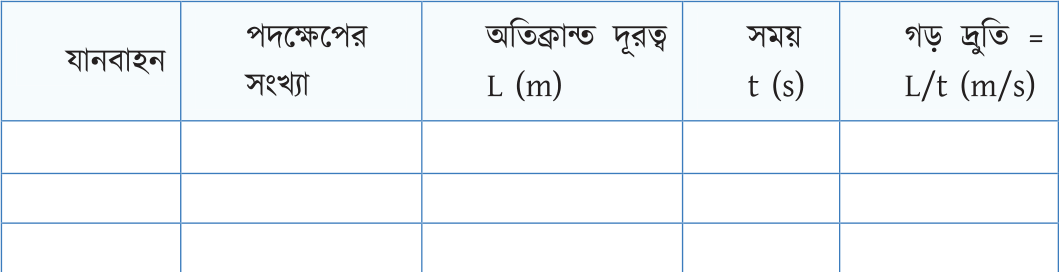 যানবাহন
পদক্ষেপের
সংখ্যা
অতিক্রান্ত দূরত্ব
L (m)
সময়
t (s)
গড় দ্রুতি =
L/t (m/s)